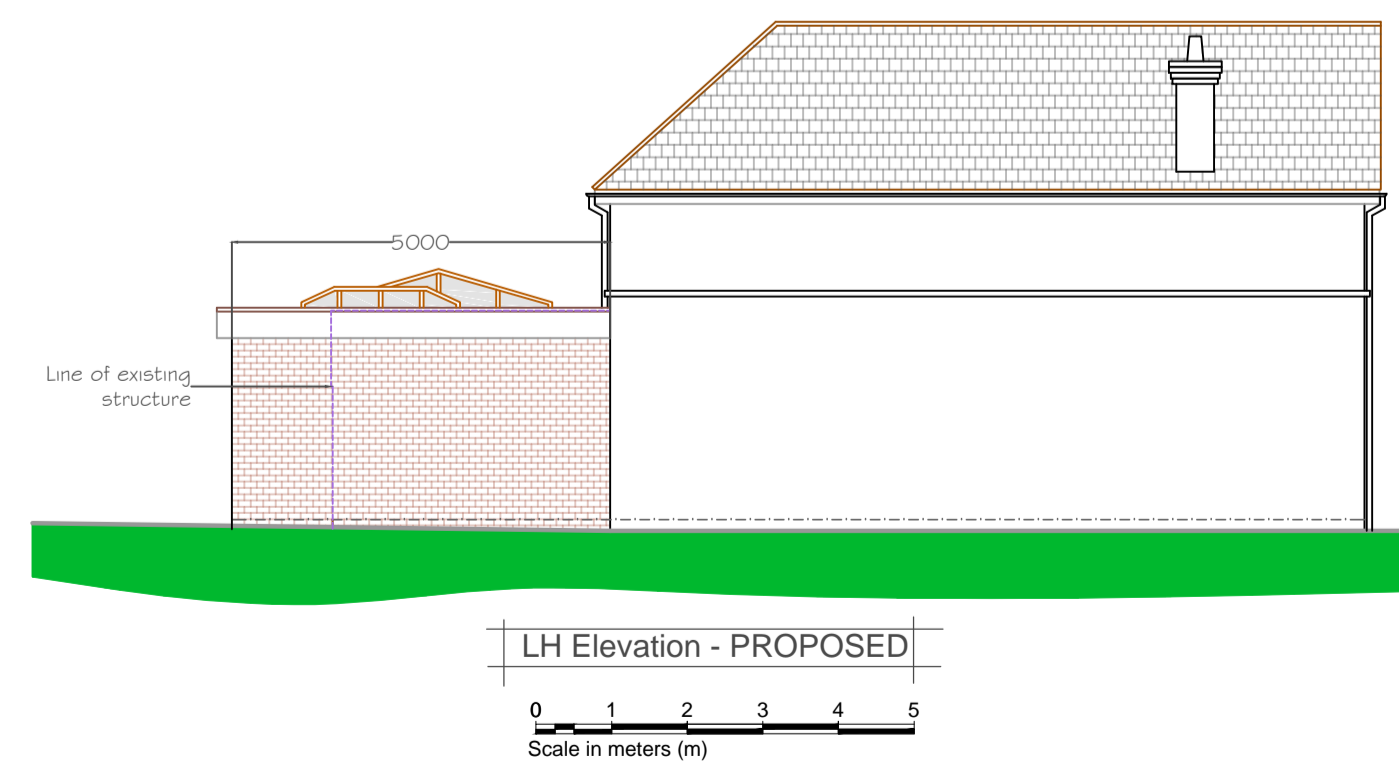 5000
Line of existing
structure
LH Elevation - PROPOSED
0 1 2 3 4 5
Scale in meters (m)